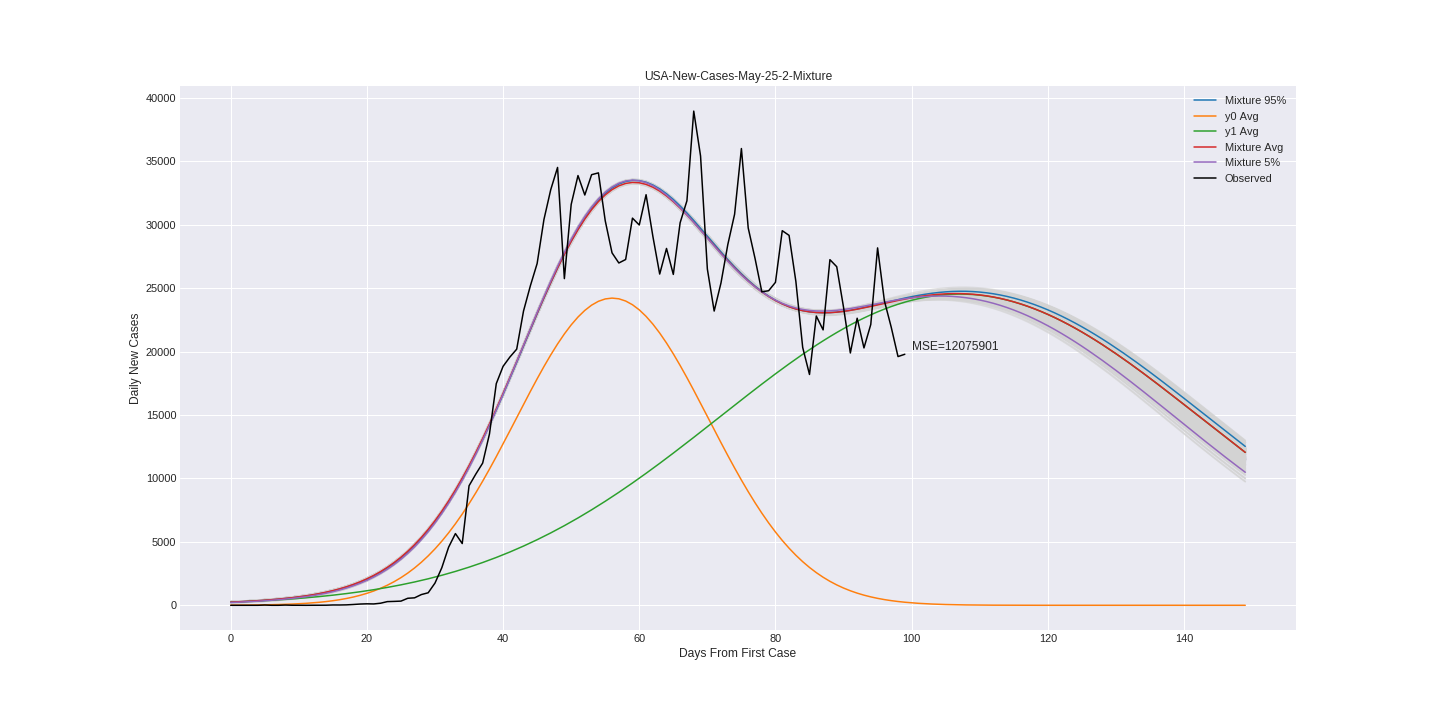 USA-New-Cases-May-25-2-Mixture
40000
35000
30000
25000
20000
15000
10000
5000
0
Daily New Cases
Mixture 95%
y0 Avg
y1 Avg
Mixture Avg
Mixture 5%
Observed
MSE=12075901
0 20 40 60 80 100 120 140
Days From First Case